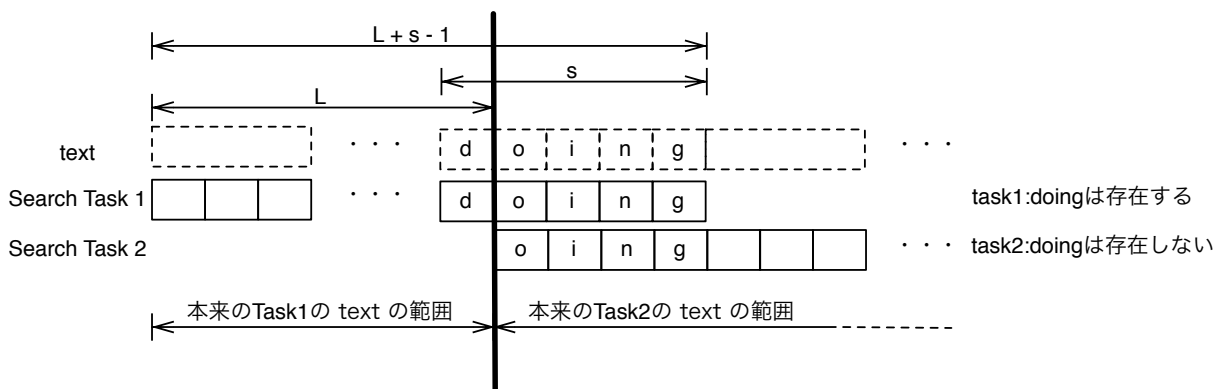 L + s - 1
s
L
text ・・・ d o i n g ・・・
Search Task 1 ・・・ d o i n g task1:doingは存在する
Search Task 2 o i n g ・・・ task2:doingは存在しない
本来のTask1の text の範囲 本来のTask2の text の範囲